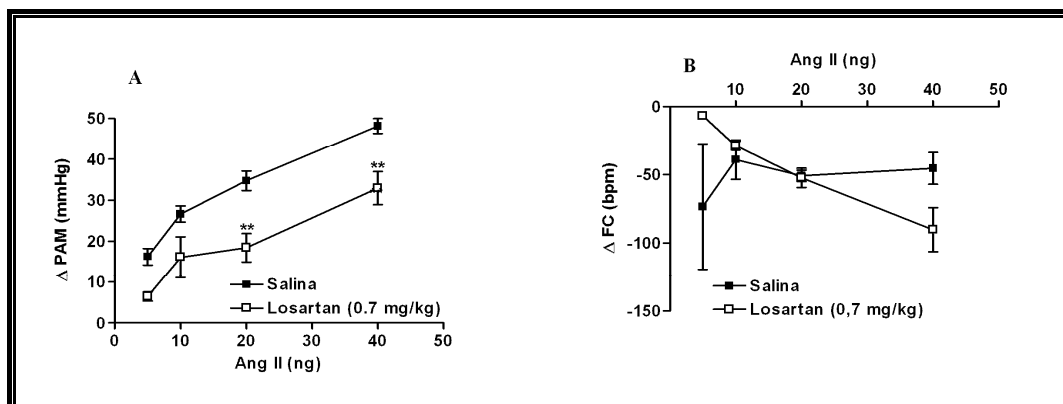 A
50
40
30
20
10
0
Δ PAM (mmHg)
**
**
Salina
Losartan (0.7 mg/kg)
0 10 20 30 40 50
Ang II (ng)
B
Ang II (ng)
10 20 30 40 50
0
-50
-100
-150
Δ FC (bpm)
Salina
Losartan (0,7 mg/kg)